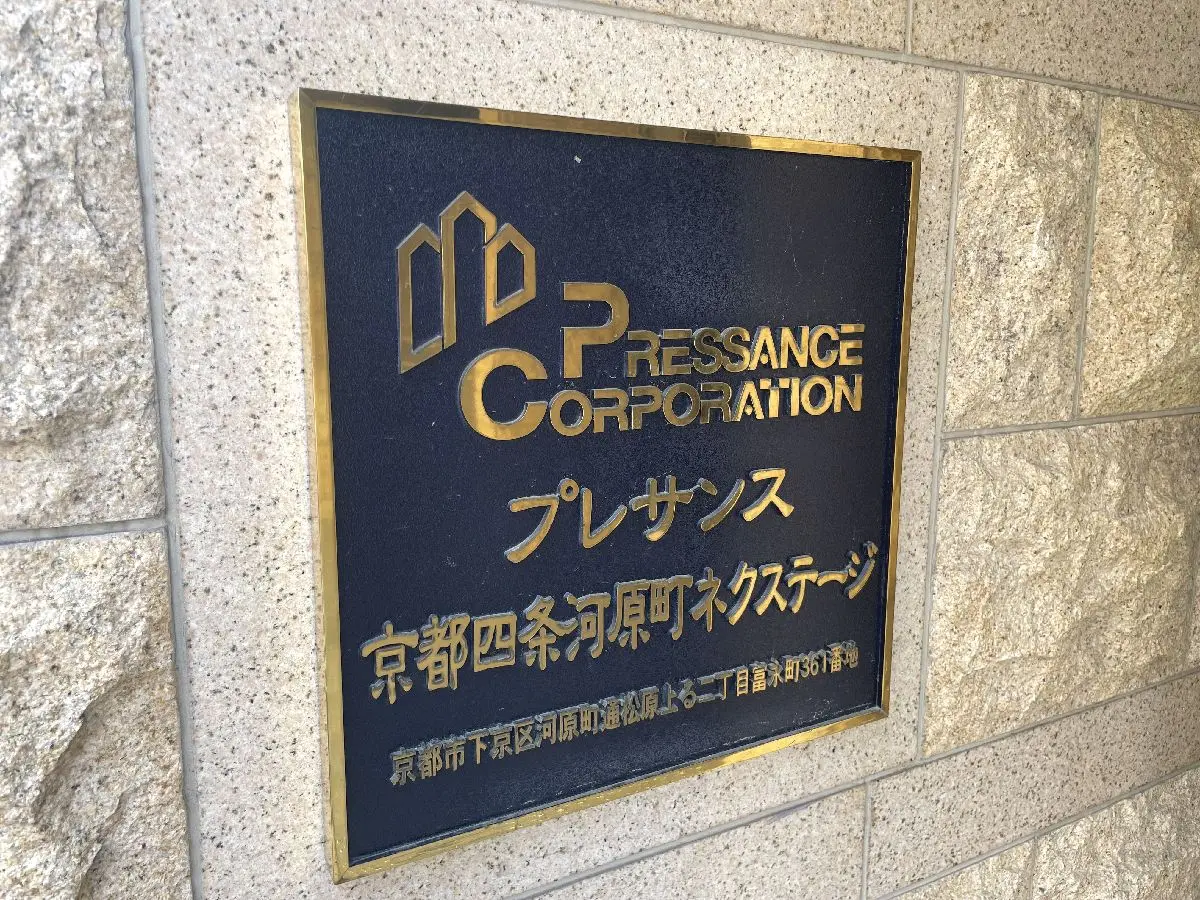 PRESSANCE
CORPORATION
プレサンス
京都四条河原町ネクステージ
京都市下京区河原町通松原上る二丁目富永町361番地